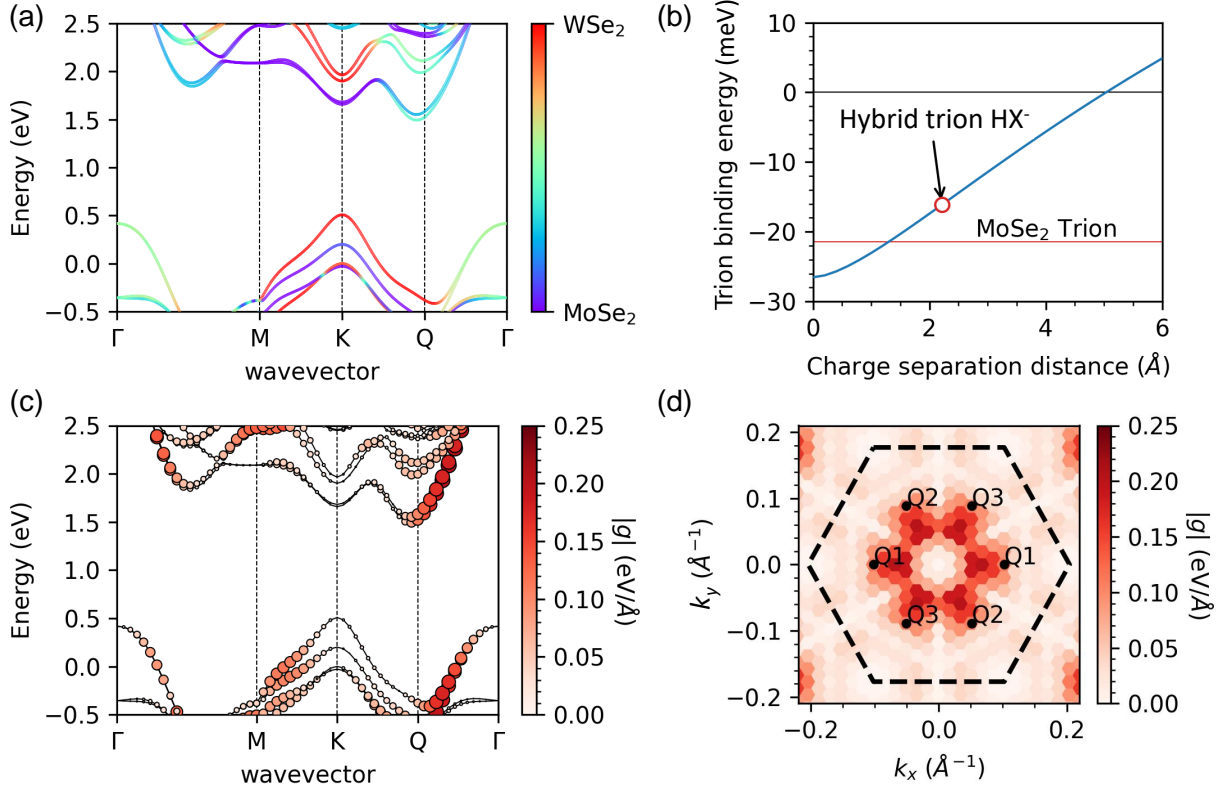 (a)
2.5
2.0
1.5
1.0
0.5
0.0
−0.5
Energy (eV)
Γ
M
K
Q
Γ
wavevector
WSe₂
MoSe₂
(b)
10
0
−10
−20
−30
Trion binding energy (meV)
Hybrid trion HX⁻
MoSe₂ Trion
0
2
4
6
Charge separation distance (Å)
(c)
2.5
2.0
1.5
1.0
0.5
0.0
−0.5
Energy (eV)
Γ
M
K
Q
Γ
wavevector
0.25
0.20
0.15
0.10
0.05
0.00
|g| (eV/Å)
(d)
0.2
0.1
0.0
−0.1
−0.2
k_y (Å⁻¹)
Q2
Q3
Q1
Q1
Q3
Q2
−0.2
0.0
0.2
k_x (Å⁻¹)
0.25
0.20
0.15
0.10
0.05
0.00
|g| (eV/Å)